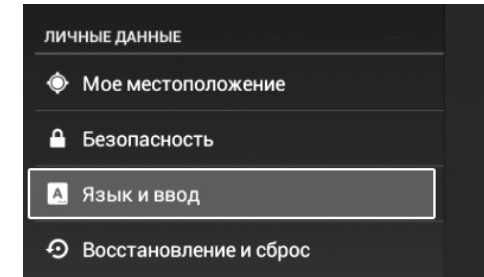 ЛИЧНЫЕ ДАННЫЕ
Мое местоположение
Безопасность
Язык и ввод
Восстановление и сброс